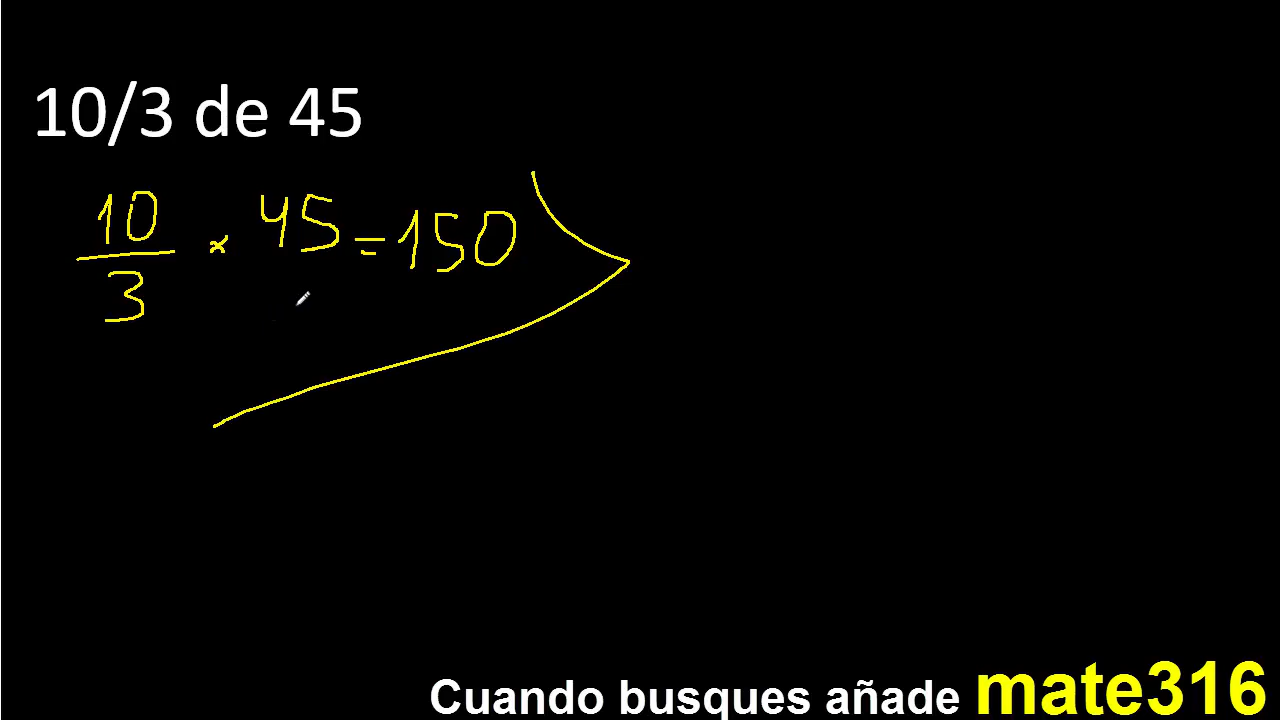 10/3 de 45
10/3 × 45 = 150
Cuando busques añade mate316